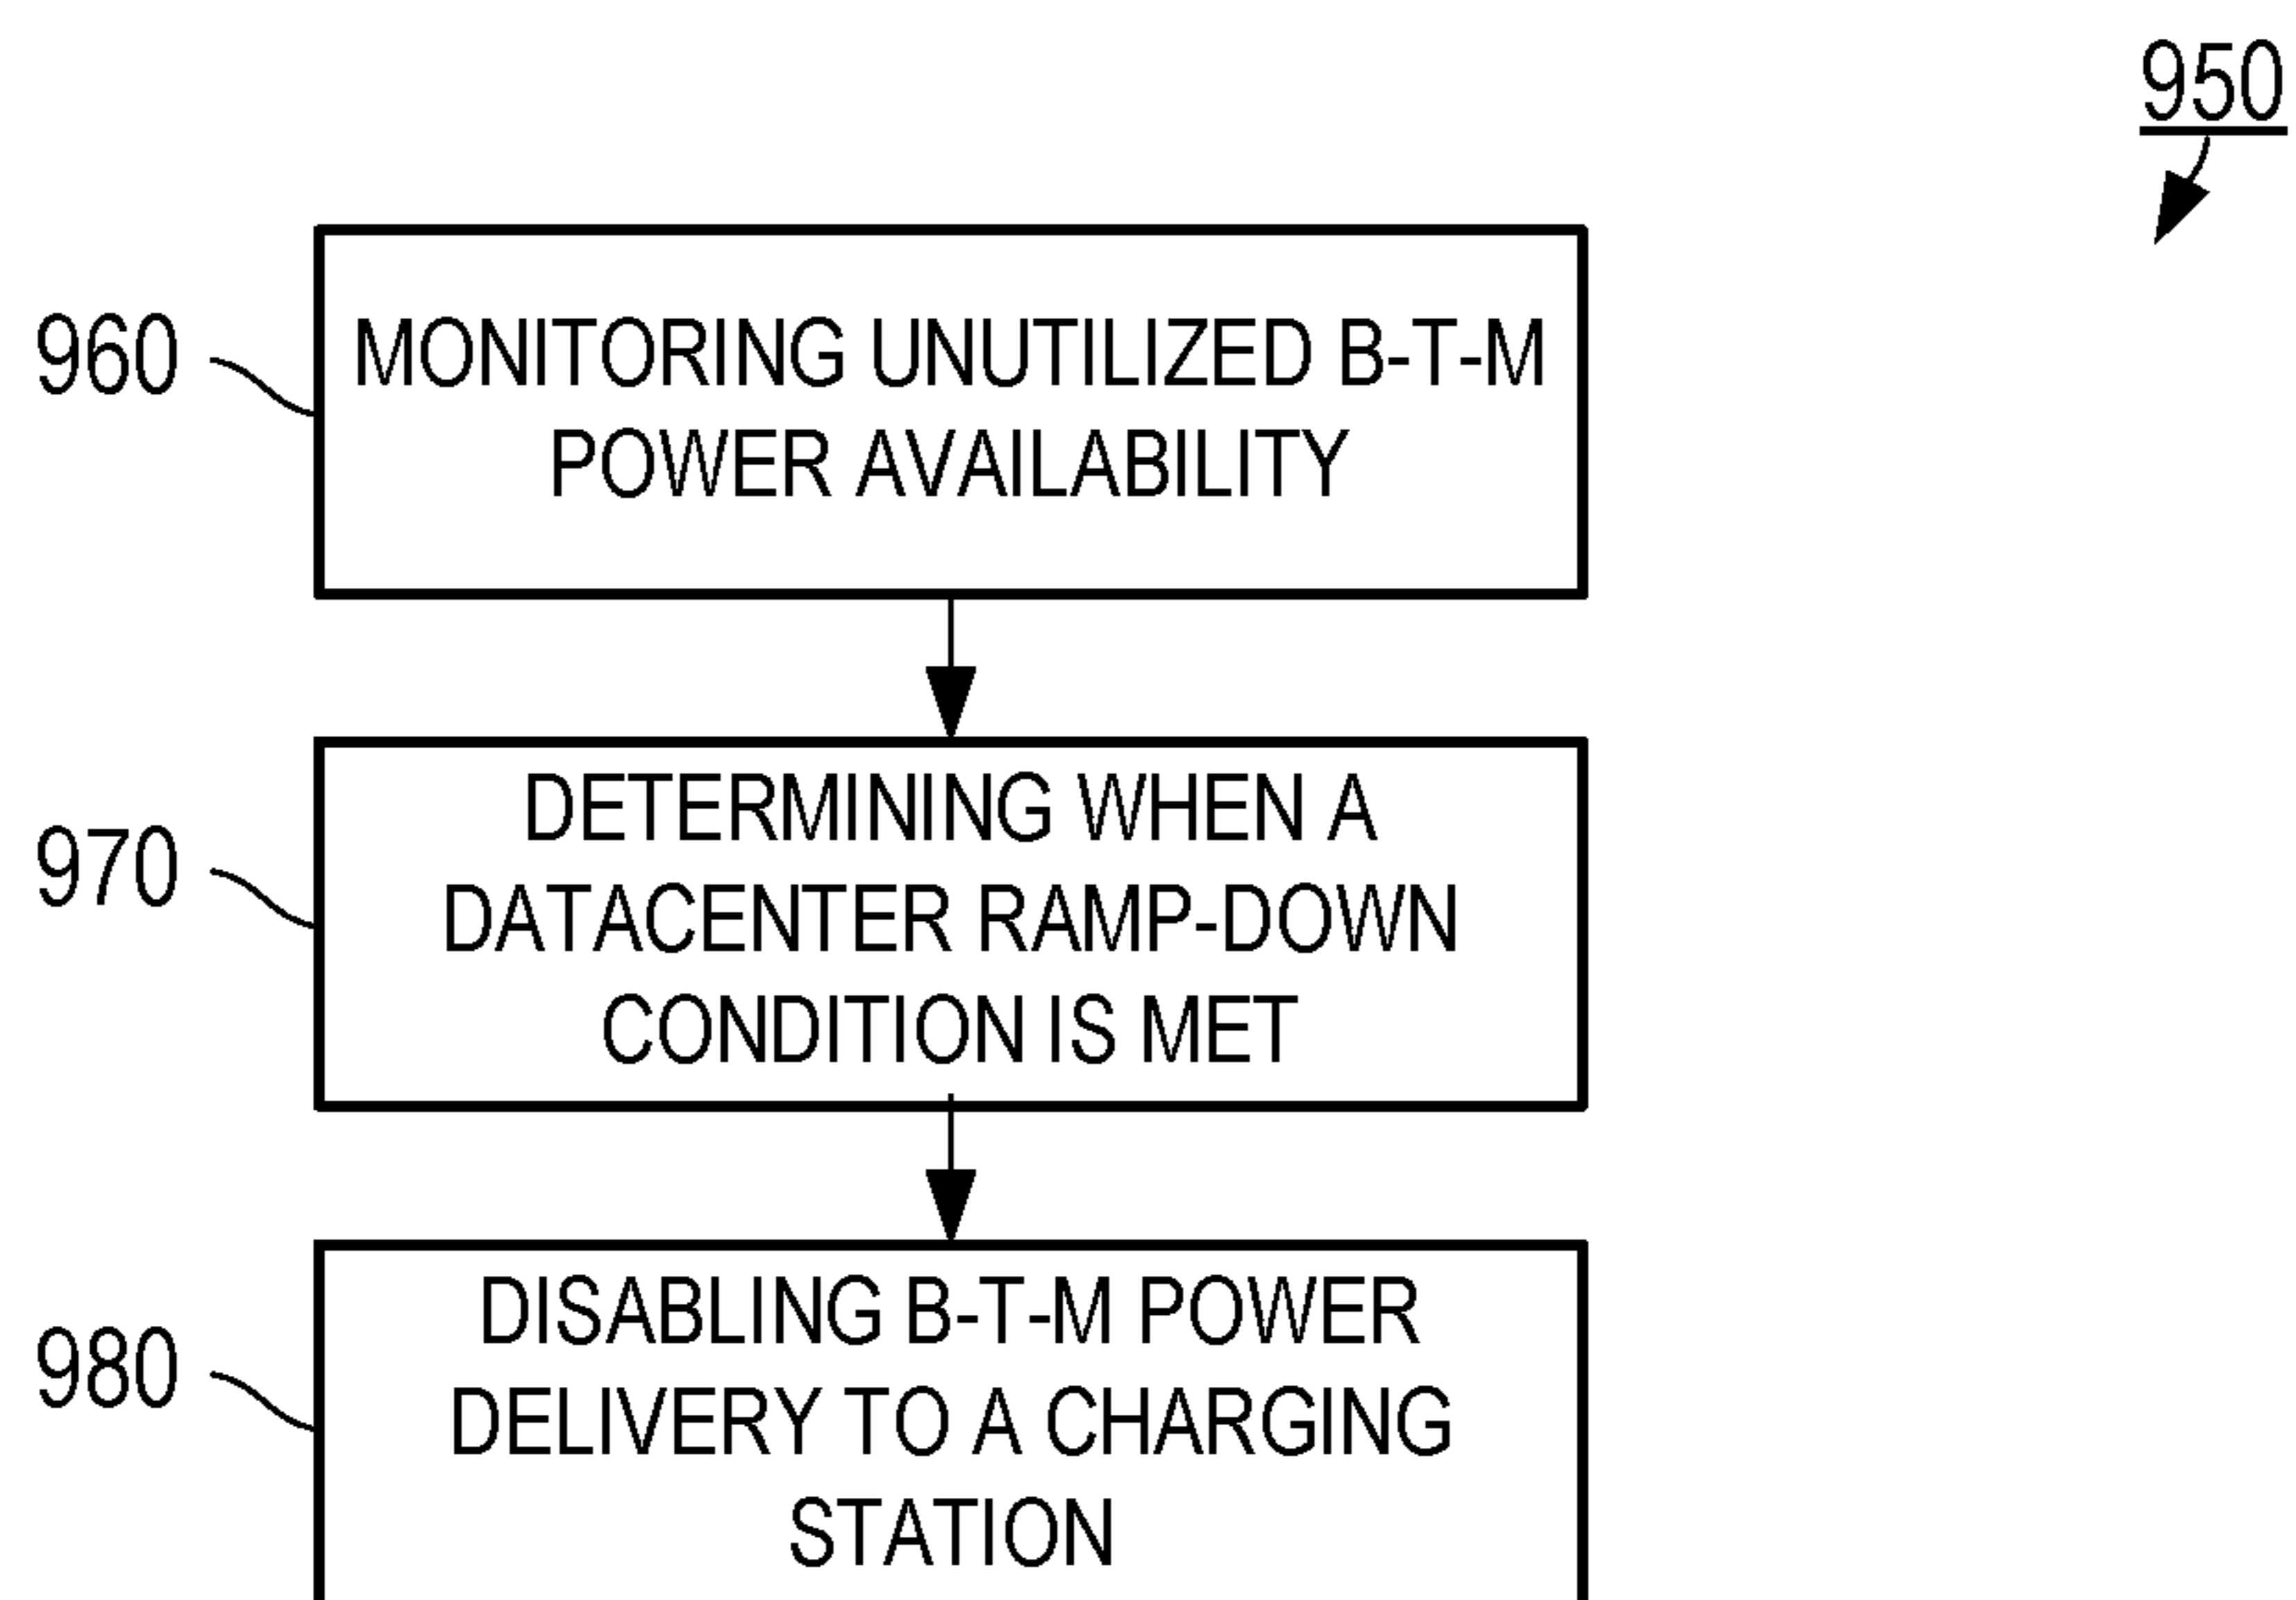 950
960
MONITORING UNUTILIZED B-T-M
POWER AVAILABILITY
970
DETERMINING WHEN A
DATACENTER RAMP-DOWN
CONDITION IS MET
980
DISABLING B-T-M POWER
DELIVERY TO A CHARGING
STATION